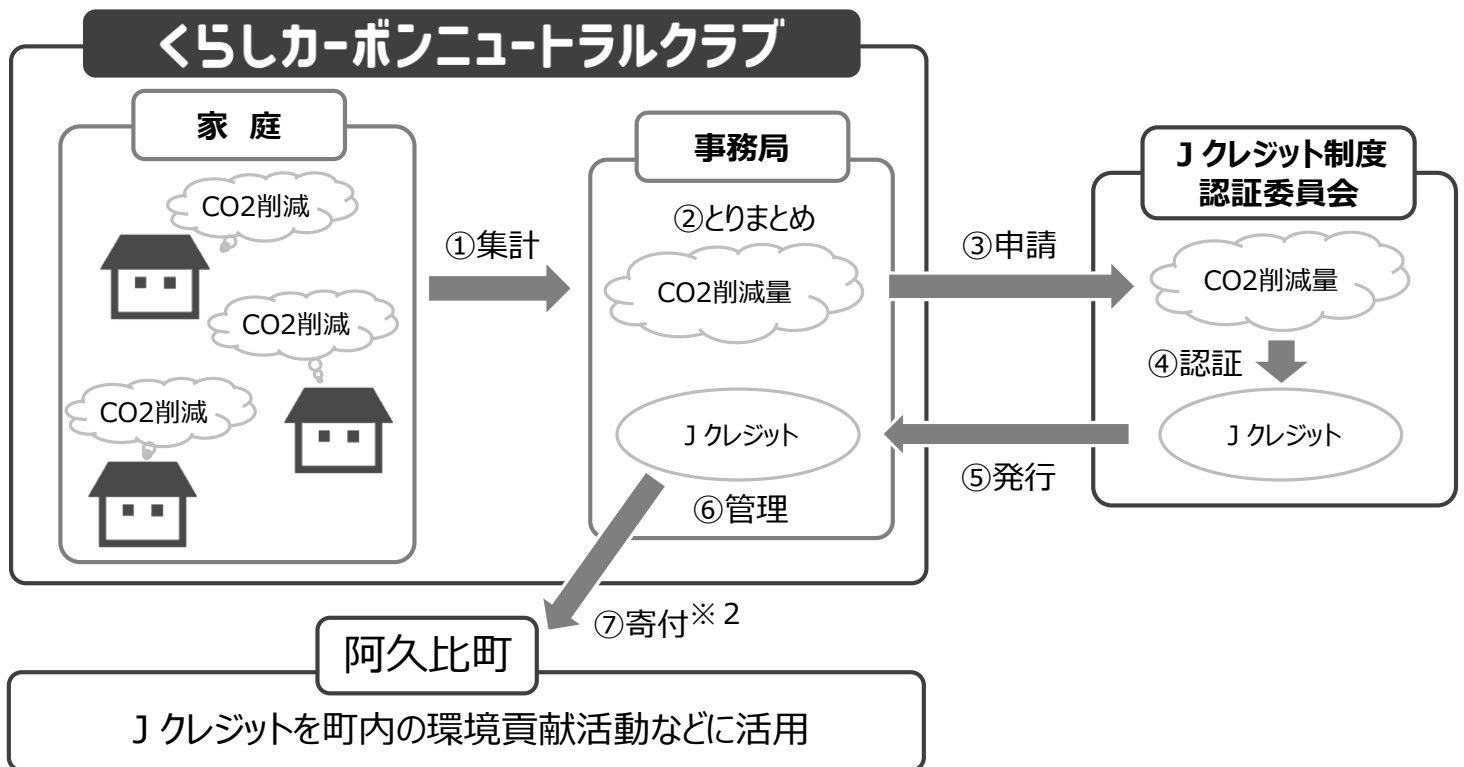 くらしカーボンニュートラルクラブ
家 庭
CO2削減
CO2削減
CO2削減
①集計
事務局
②とりまとめ
CO2削減量
Jクレジット
⑥管理
③申請
⑤発行
Jクレジット制度
認証委員会
CO2削減量
④認証
Jクレジット
⑦寄付※2
阿久比町
Jクレジットを町内の環境貢献活動などに活用